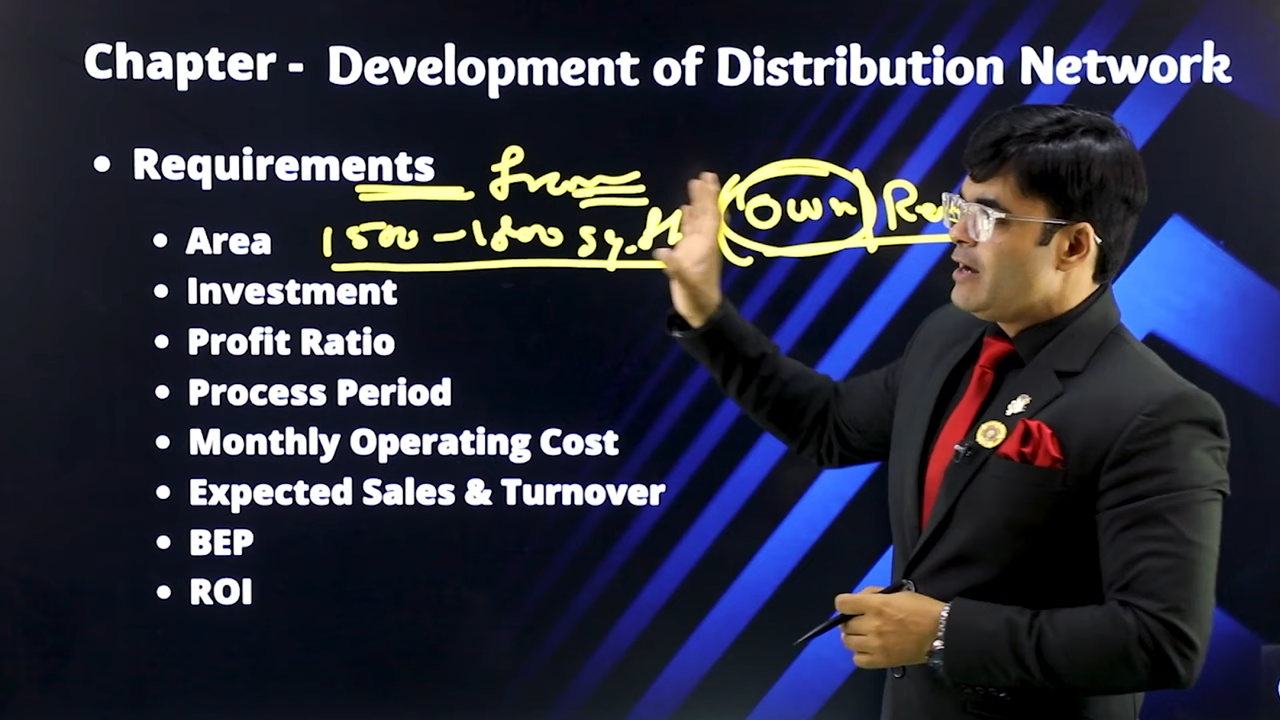 Chapter - Development of Distribution Network
• Requirements
• Area 1500 - 1800 sq. ft (own)
• Investment
• Profit Ratio
• Process Period
• Monthly Operating Cost
• Expected Sales & Turnover
• BEP
• ROI